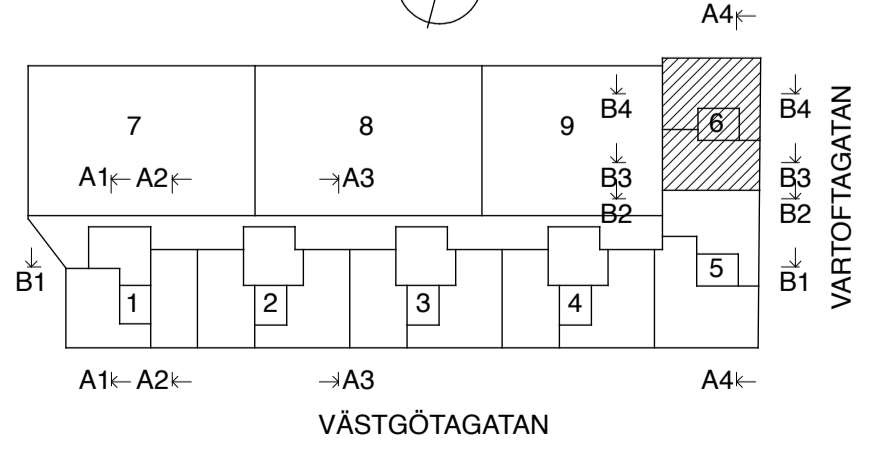 A4
7 8 9 B4 6 B4
A1 A2 A3 B3 B3
B2 B2
B1 1 2 3 4 5 B1
A1 A2 A3 A4
VÄSTGÖTAGATAN
VARTOFTAGATAN